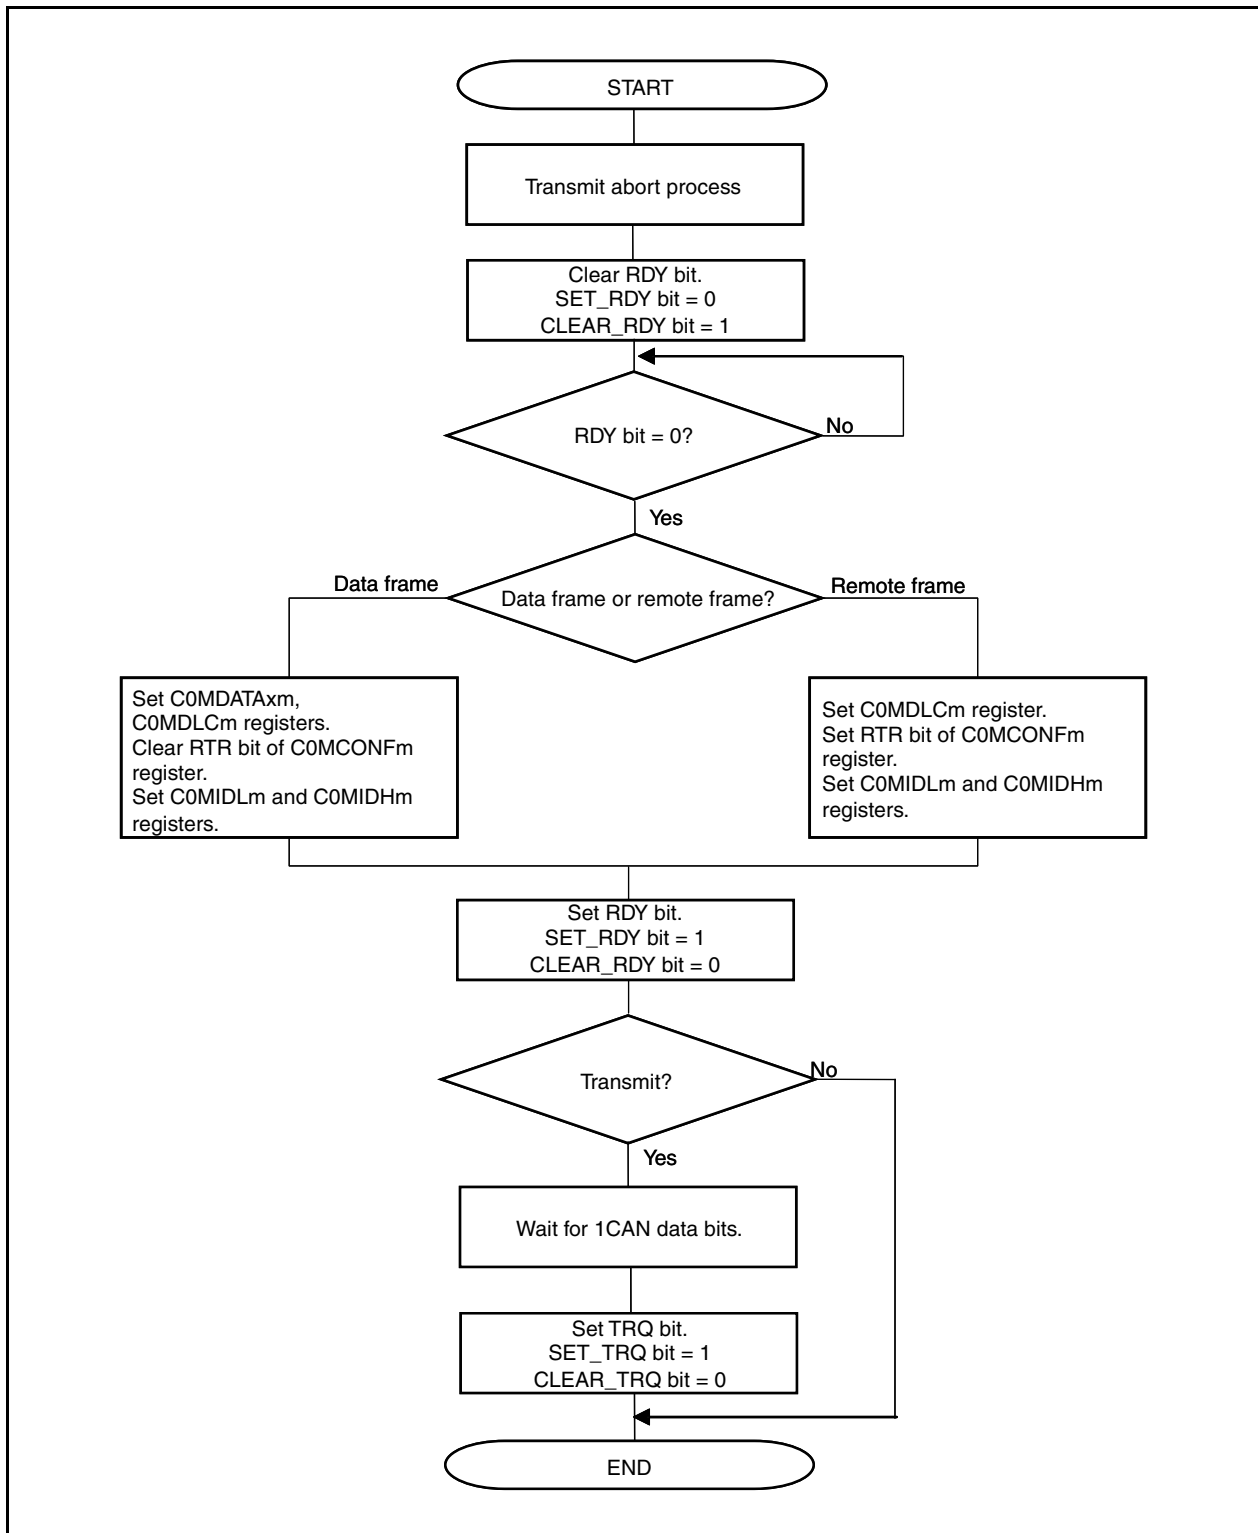 START
Transmit abort process
Clear RDY bit.
SET_RDY bit = 0
CLEAR_RDY bit = 1
RDY bit = 0?
No
Yes
Data frame
Data frame or remote frame?
Remote frame
Set C0MDATAxm,
C0MDLCm registers.
Clear RTR bit of C0MCONFm
register.
Set C0MIDLm and C0MIDHm
registers.
Set C0MDLCm register.
Set RTR bit of C0MCONFm
register.
Set C0MIDLm and C0MIDHm
registers.
Set RDY bit.
SET_RDY bit = 1
CLEAR_RDY bit = 0
Transmit?
No
Yes
Wait for 1CAN data bits.
Set TRQ bit.
SET_TRQ bit = 1
CLEAR_TRQ bit = 0
END